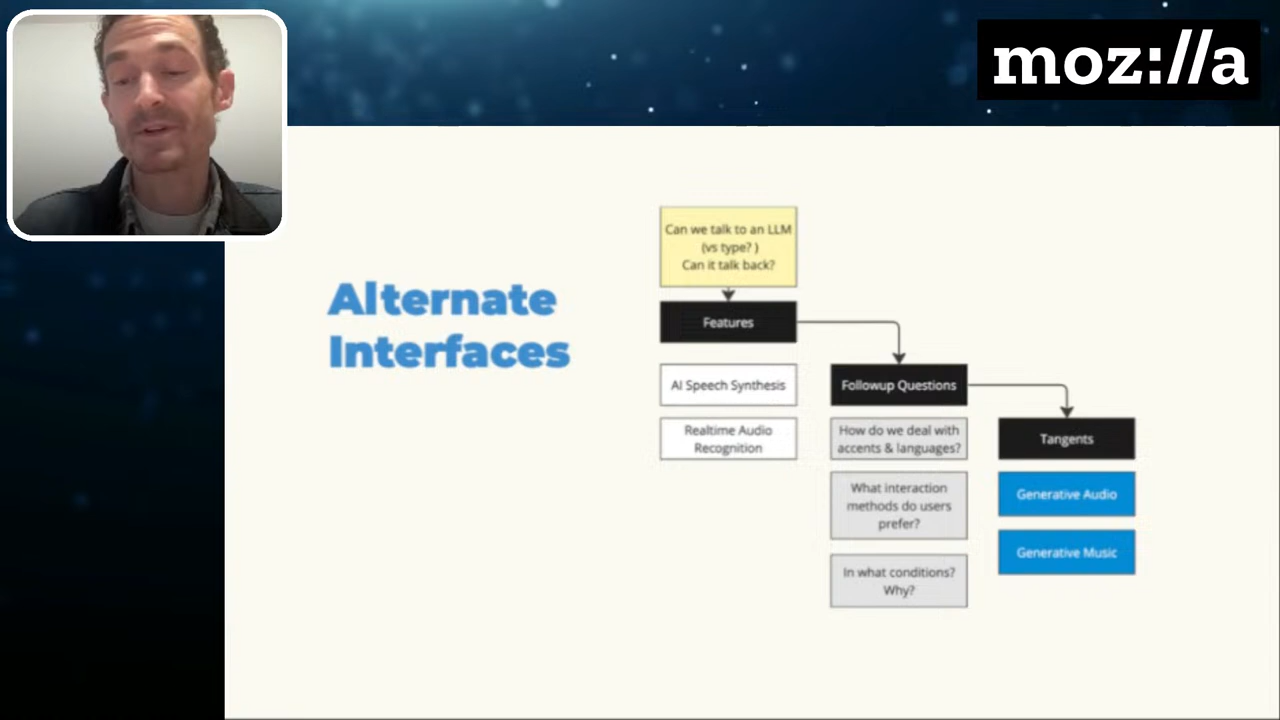 moz://a
Alternate
Interfaces
Can we talk to an LLM
(vs type? )
Can it talk back?
Features
AI Speech Synthesis
Realtime Audio
Recognition
Followup Questions
How do we deal with
accents & languages?
What interaction
methods do users
prefer?
In what conditions?
Why?
Tangents
Generative Audio
Generative Music